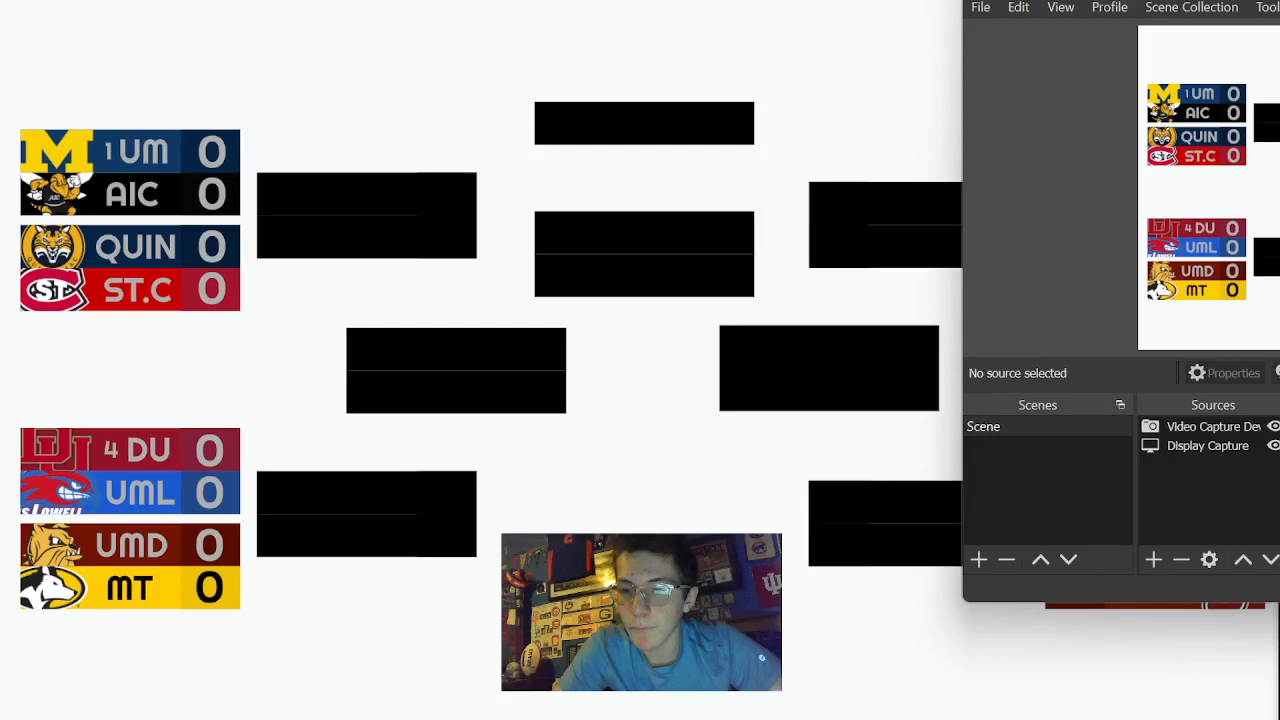 File Edit View Profile Scene Collection
1 UM 0
AIC 0
QUIN 0
ST.C 0
4 DU 0
UML 0
LOWELL
UMD 0
MT 0
1 UM 0
AIC 0
QUIN 0
ST.C 0
4 DU 0
UML 0
UMD 0
MT 0
No source selected
Properties
Scenes
Sources
Scene
Video Capture Dev
Display Capture